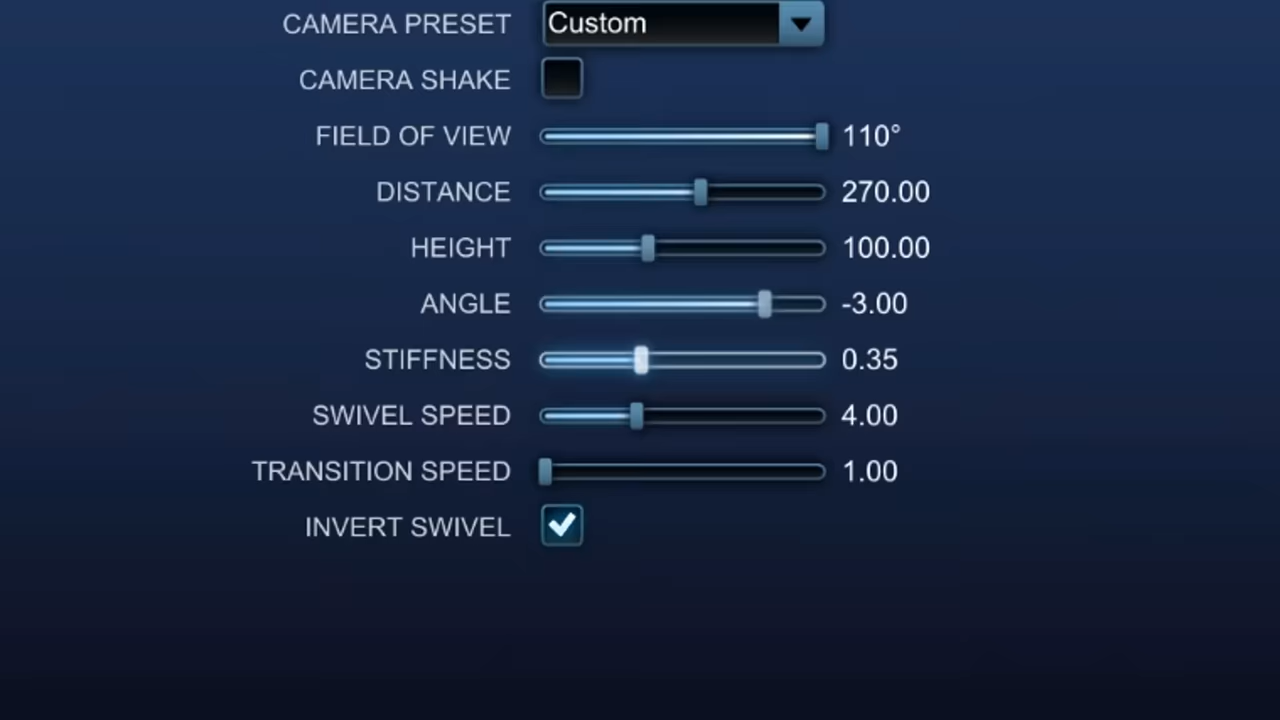 CAMERA PRESET Custom
CAMERA SHAKE
FIELD OF VIEW 110°
DISTANCE 270.00
HEIGHT 100.00
ANGLE -3.00
STIFFNESS 0.35
SWIVEL SPEED 4.00
TRANSITION SPEED 1.00
INVERT SWIVEL